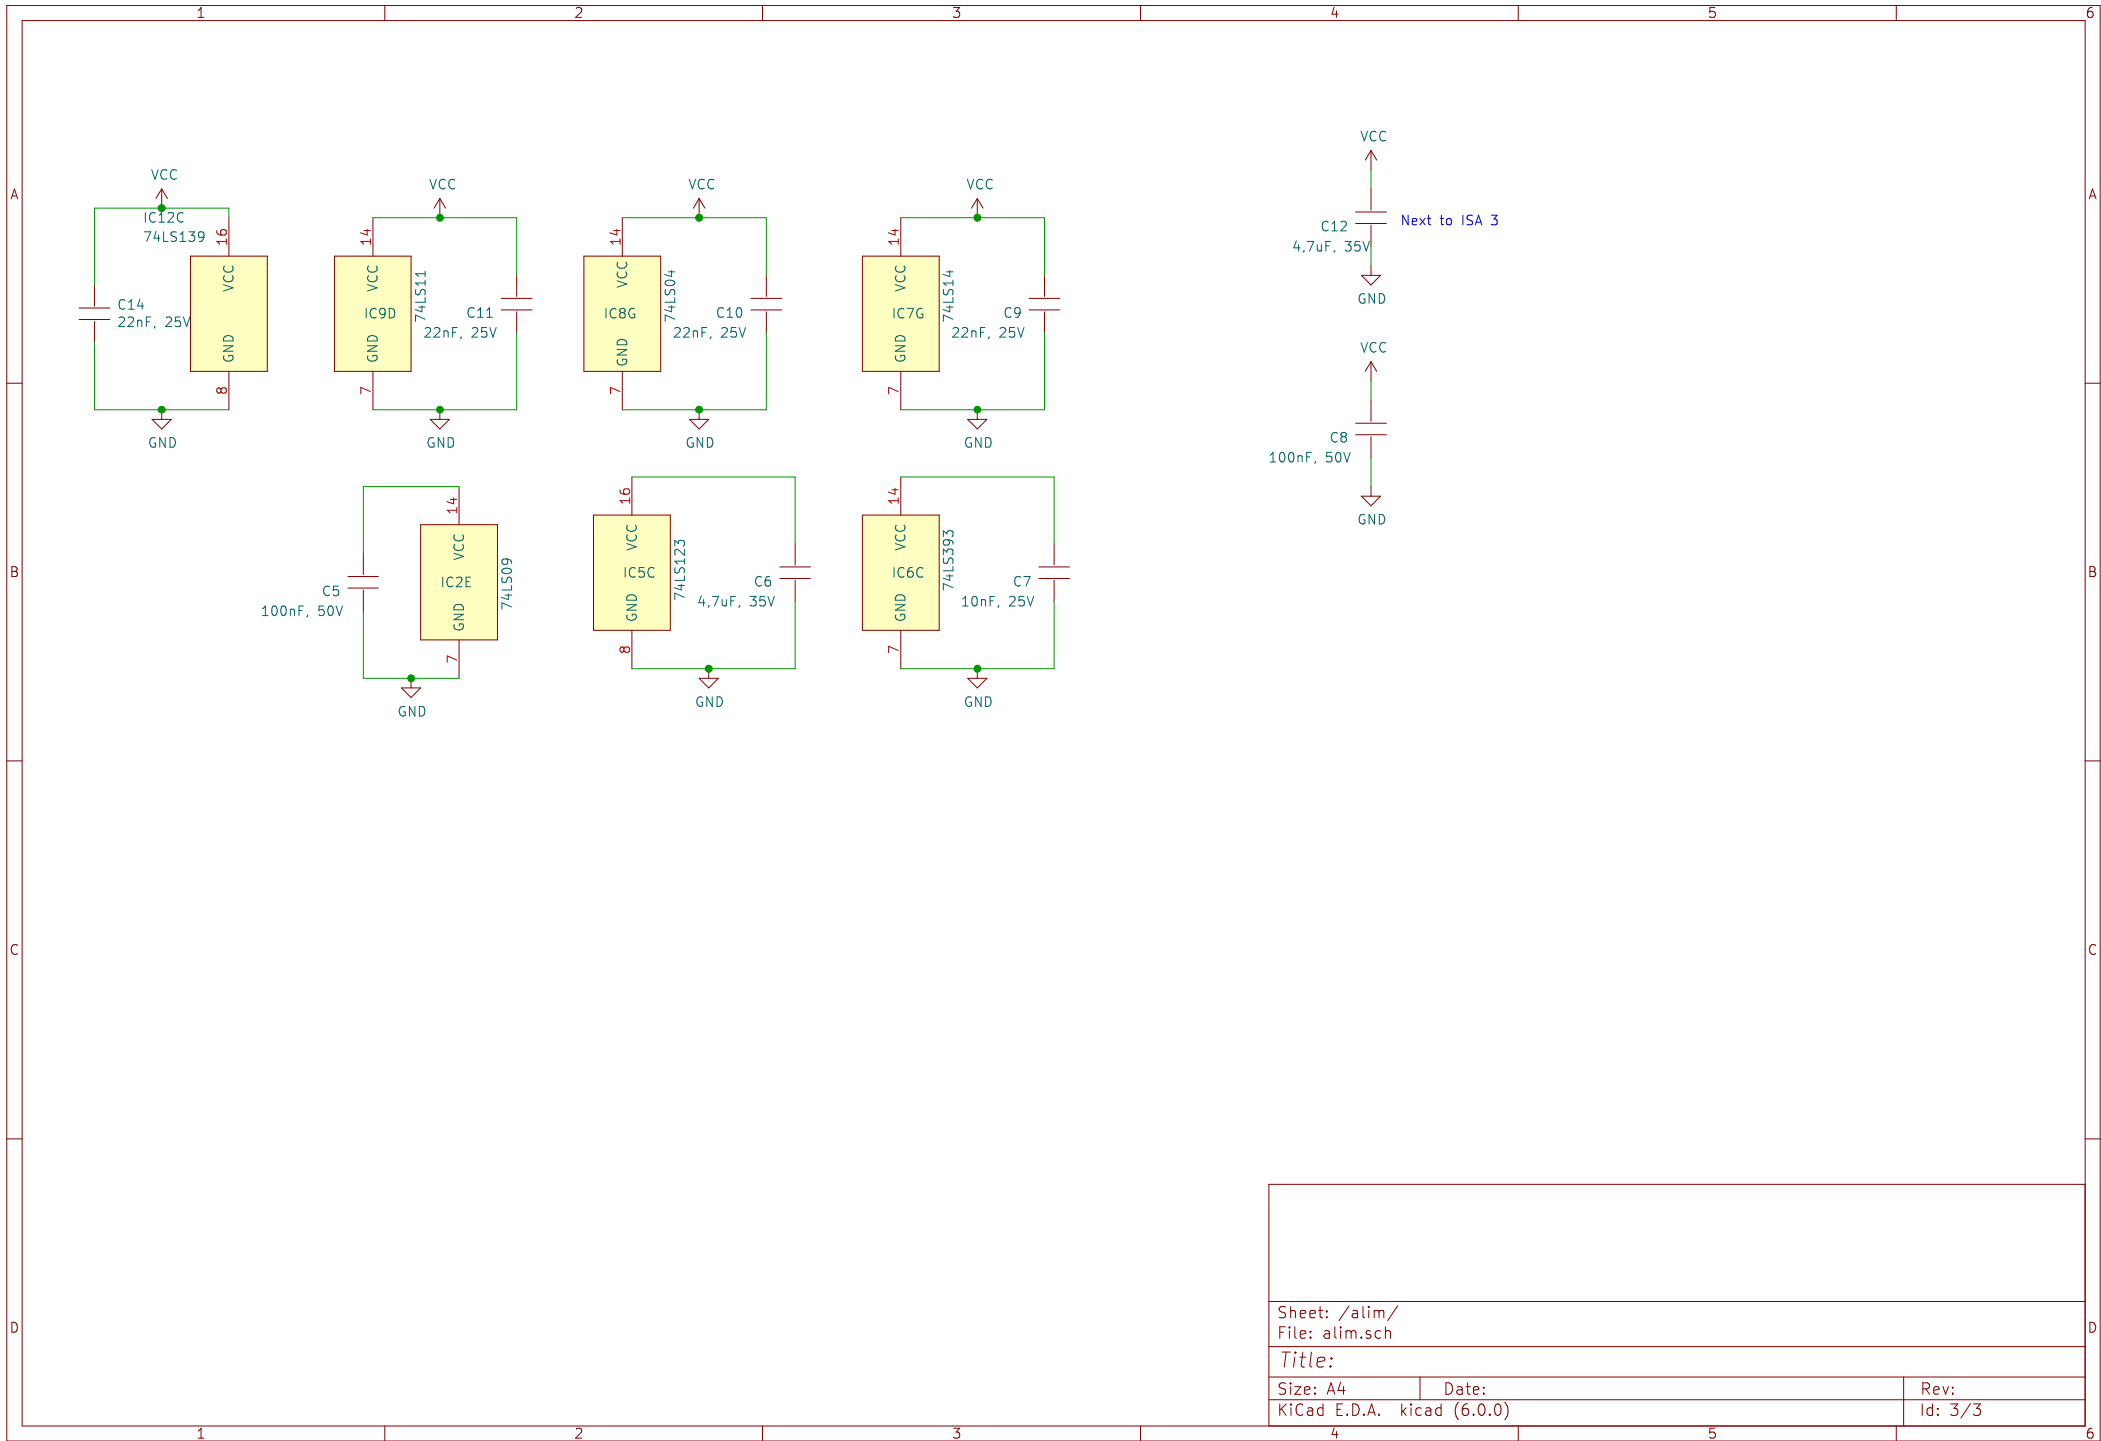 1 2 3 4 5 6
A A
B B
C C
D D
1 2 3 4 5 6
VCC
IC12C
74LS139
16
VCC
GND
8
C14
22nF, 25V
GND
VCC
14
VCC
IC9D
GND
7
74LS11
C11
22nF, 25V
GND
VCC
14
VCC
IC8G
GND
7
74LS04
C10
22nF, 25V
GND
VCC
14
VCC
IC7G
GND
7
74LS14
C9
22nF, 25V
GND
VCC
C12
4,7uF, 35V
Next to ISA 3
GND
VCC
C8
100nF, 50V
GND
14
VCC
IC2E
GND
7
74LS09
C5
100nF, 50V
GND
16
VCC
IC5C
GND
8
74LS123
C6
4,7uF, 35V
GND
14
VCC
IC6C
GND
7
74LS393
C7
10nF, 25V
GND
Sheet: /alim/
File: alim.sch
Title:
Size: A4 Date: Rev:
KiCad E.D.A. kicad (6.0.0) Id: 3/3